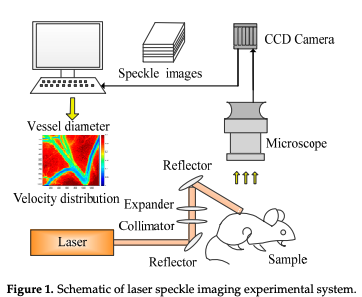 CCD Camera
Speckle images
Vessel diameter
Microscope
Reflector
Velocity distribution
Expander
Collimator
Laser
Reflector
Sample
Figure 1. Schematic of laser speckle imaging experimental system.